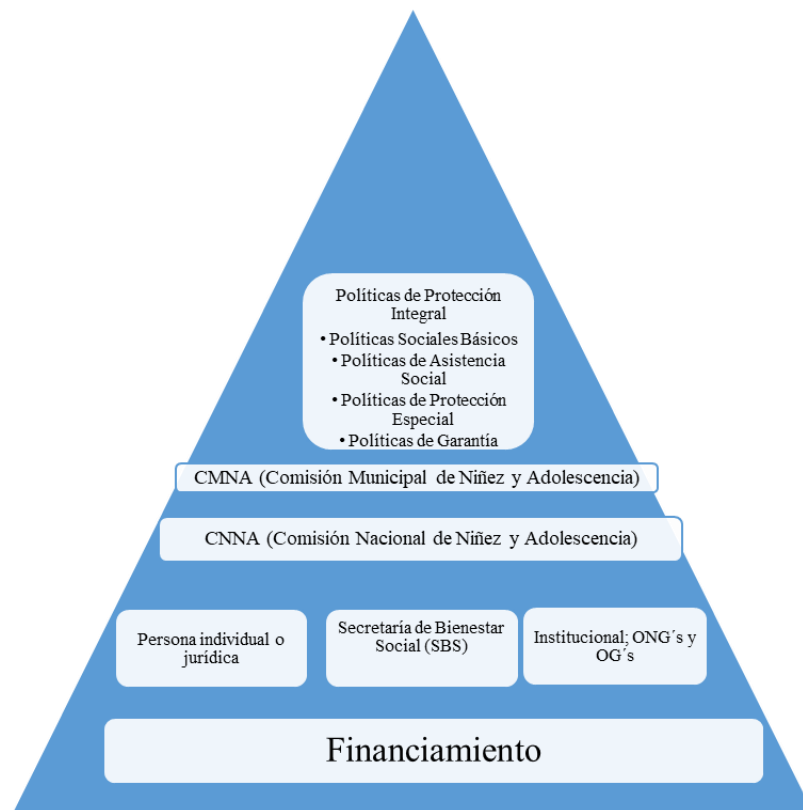 Políticas de Protección
Integral
• Políticas Sociales Básicos
• Políticas de Asistencia
Social
• Políticas de Protección
Especial
• Políticas de Garantía
CMNA (Comisión Municipal de Niñez y Adolescencia)
CNNA (Comisión Nacional de Niñez y Adolescencia)
Persona individual o
jurídica
Secretaría de Bienestar
Social (SBS)
Institucional; ONG´s y
OG´s
Financiamiento